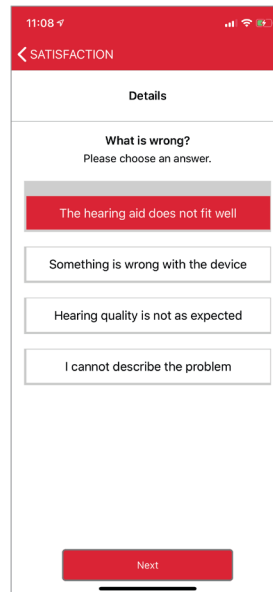 11:08
SATISFACTION
Details
What is wrong?
Please choose an answer.
The hearing aid does not fit well
Something is wrong with the device
Hearing quality is not as expected
I cannot describe the problem
Next